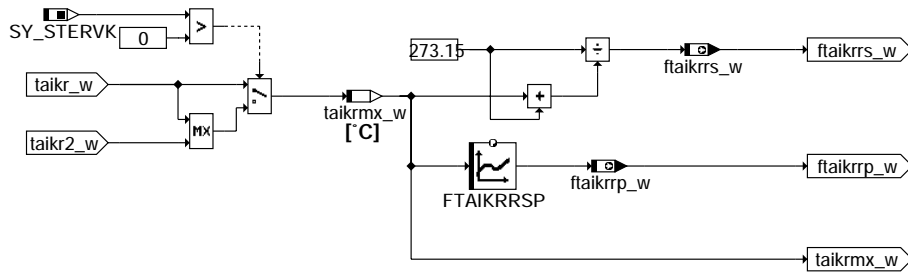 SY_STERVK
0
>
taikr_w
taikr2_w
MX
taikrmx_w
[°C]
273.15
+
÷
ftaikrrs_w
ftaikrrs_w
FTAIKRRSP
ftaikrrp_w
ftaikrrp_w
taikrmx_w